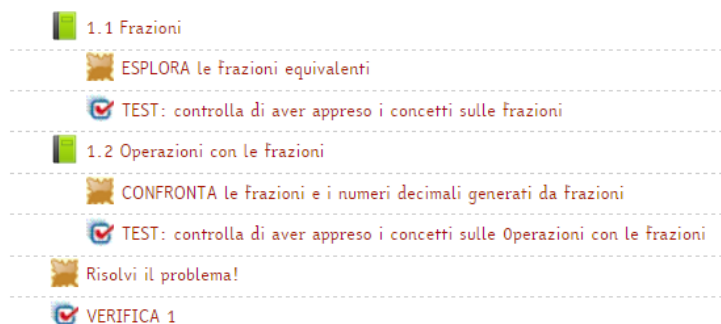 1.1 Frazioni
ESPLORA le frazioni equivalenti
TEST: controlla di aver appreso i concetti sulle frazioni
1.2 Operazioni con le frazioni
CONFRONTA le frazioni e i numeri decimali generati da frazioni
TEST: controlla di aver appreso i concetti sulle Operazioni con le frazioni
Risolvi il problema!
VERIFICA 1